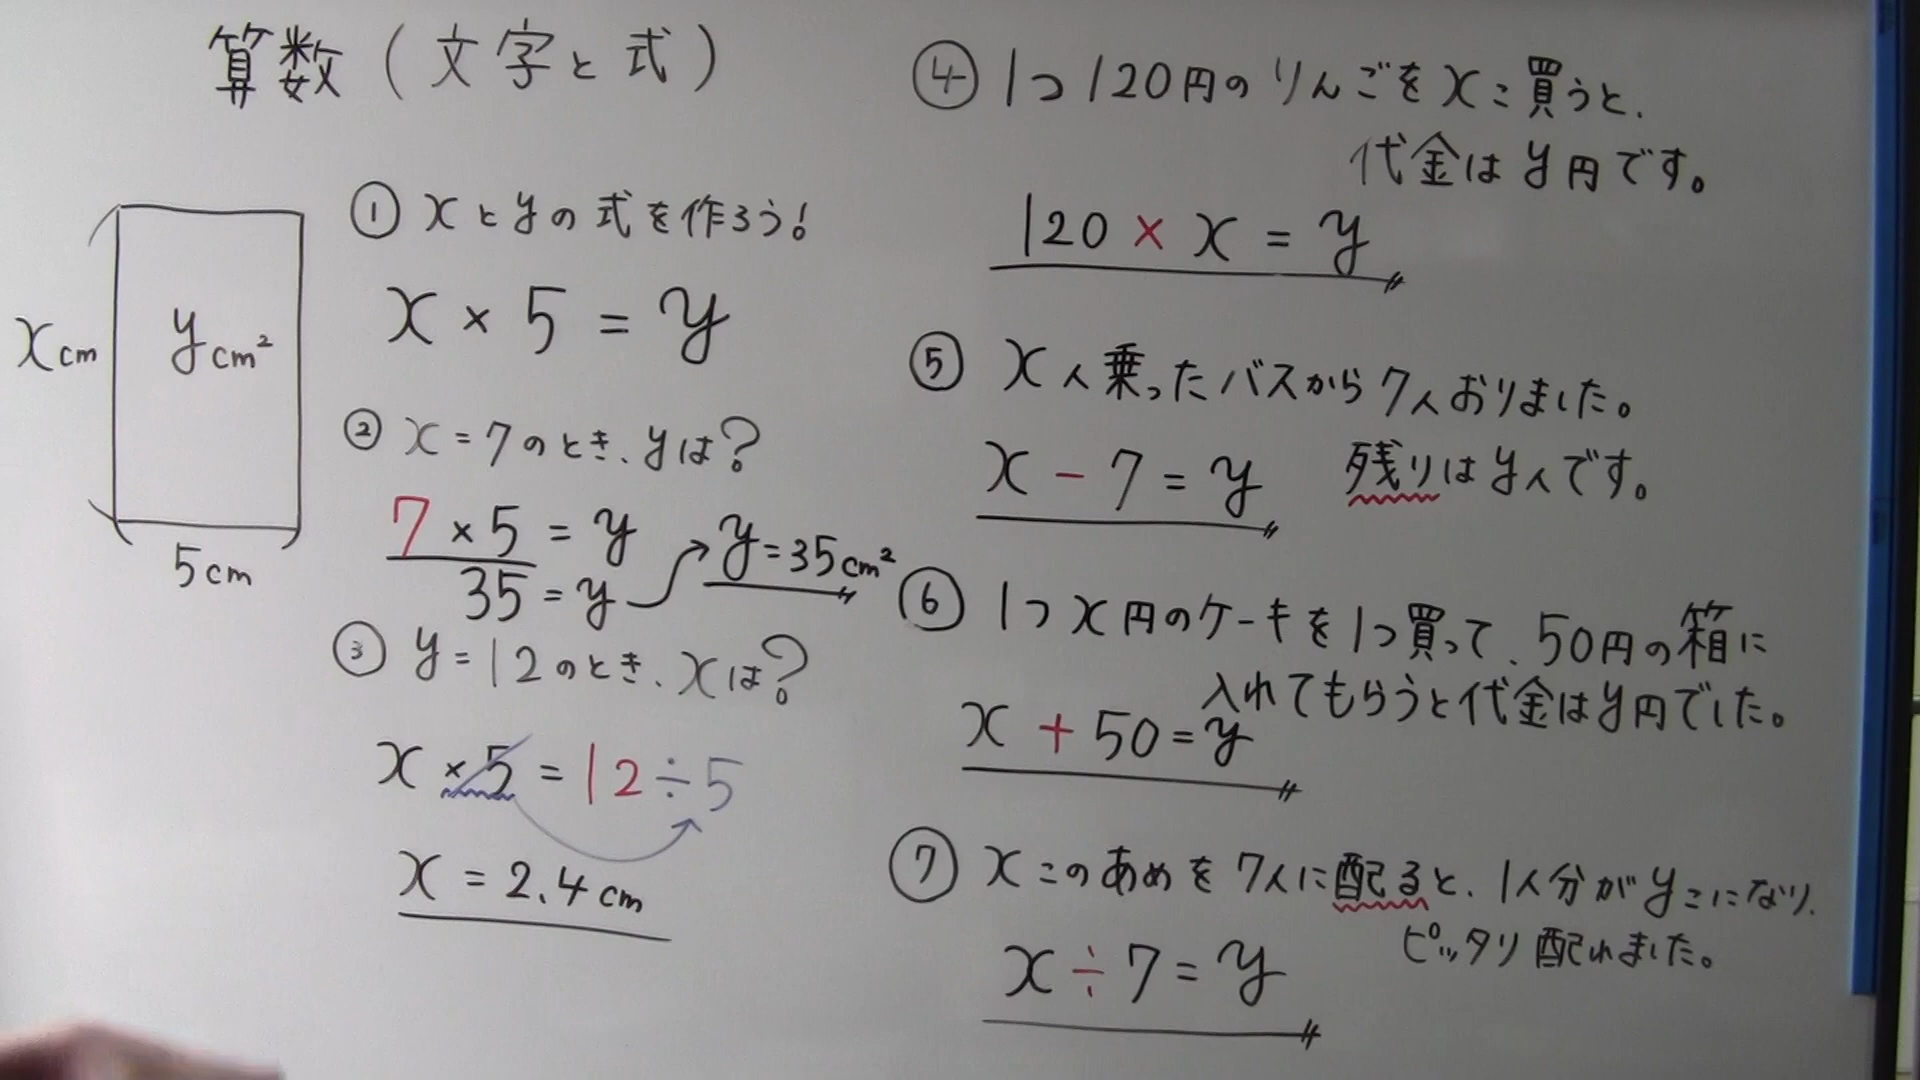 算数(文字と式)
xcm
ycm²
5cm
① xとyの式を作ろう!
x × 5 = y
② x=7のとき、yは?
7 × 5 = y
35 = y
y=35cm²
③ y=12のとき、xは?
x ×5 = 12÷5
x = 2.4cm
④ 1つ120円のりんごをxこ買うと、
代金はy円です。
120 × x = y
⑤ x人乗ったバスから7人おりました。
残りはy人です。
x - 7 = y
⑥ 1つx円のケーキを1つ買って、50円の箱に
入れてもらうと代金はy円でした。
x + 50 = y
⑦ xこのあめを7人に配ると、1人分がyこになり、
ピッタリ配れました。
x ÷ 7 = y